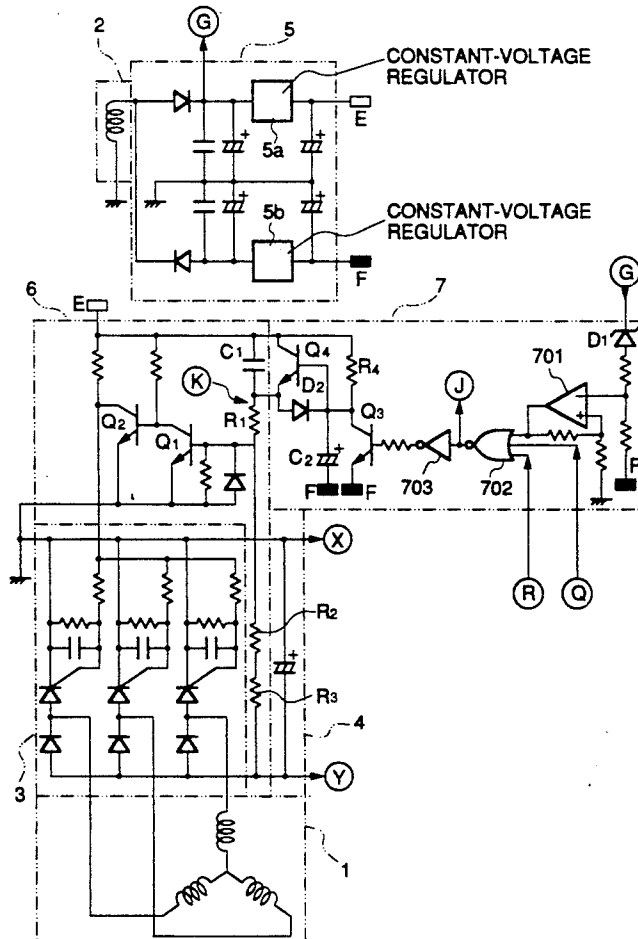 G
2
5
CONSTANT-VOLTAGE
REGULATOR
+
+
E
5a
+
+
5b
CONSTANT-VOLTAGE
REGULATOR
F
6
E
7
G
C1
Q4
D1
K
D2
R4
701
J
R1
Q3
Q2
Q1
C2
+
F
F
703
702
F
X
R
Q
R2
+
R3
4
3
Y
1